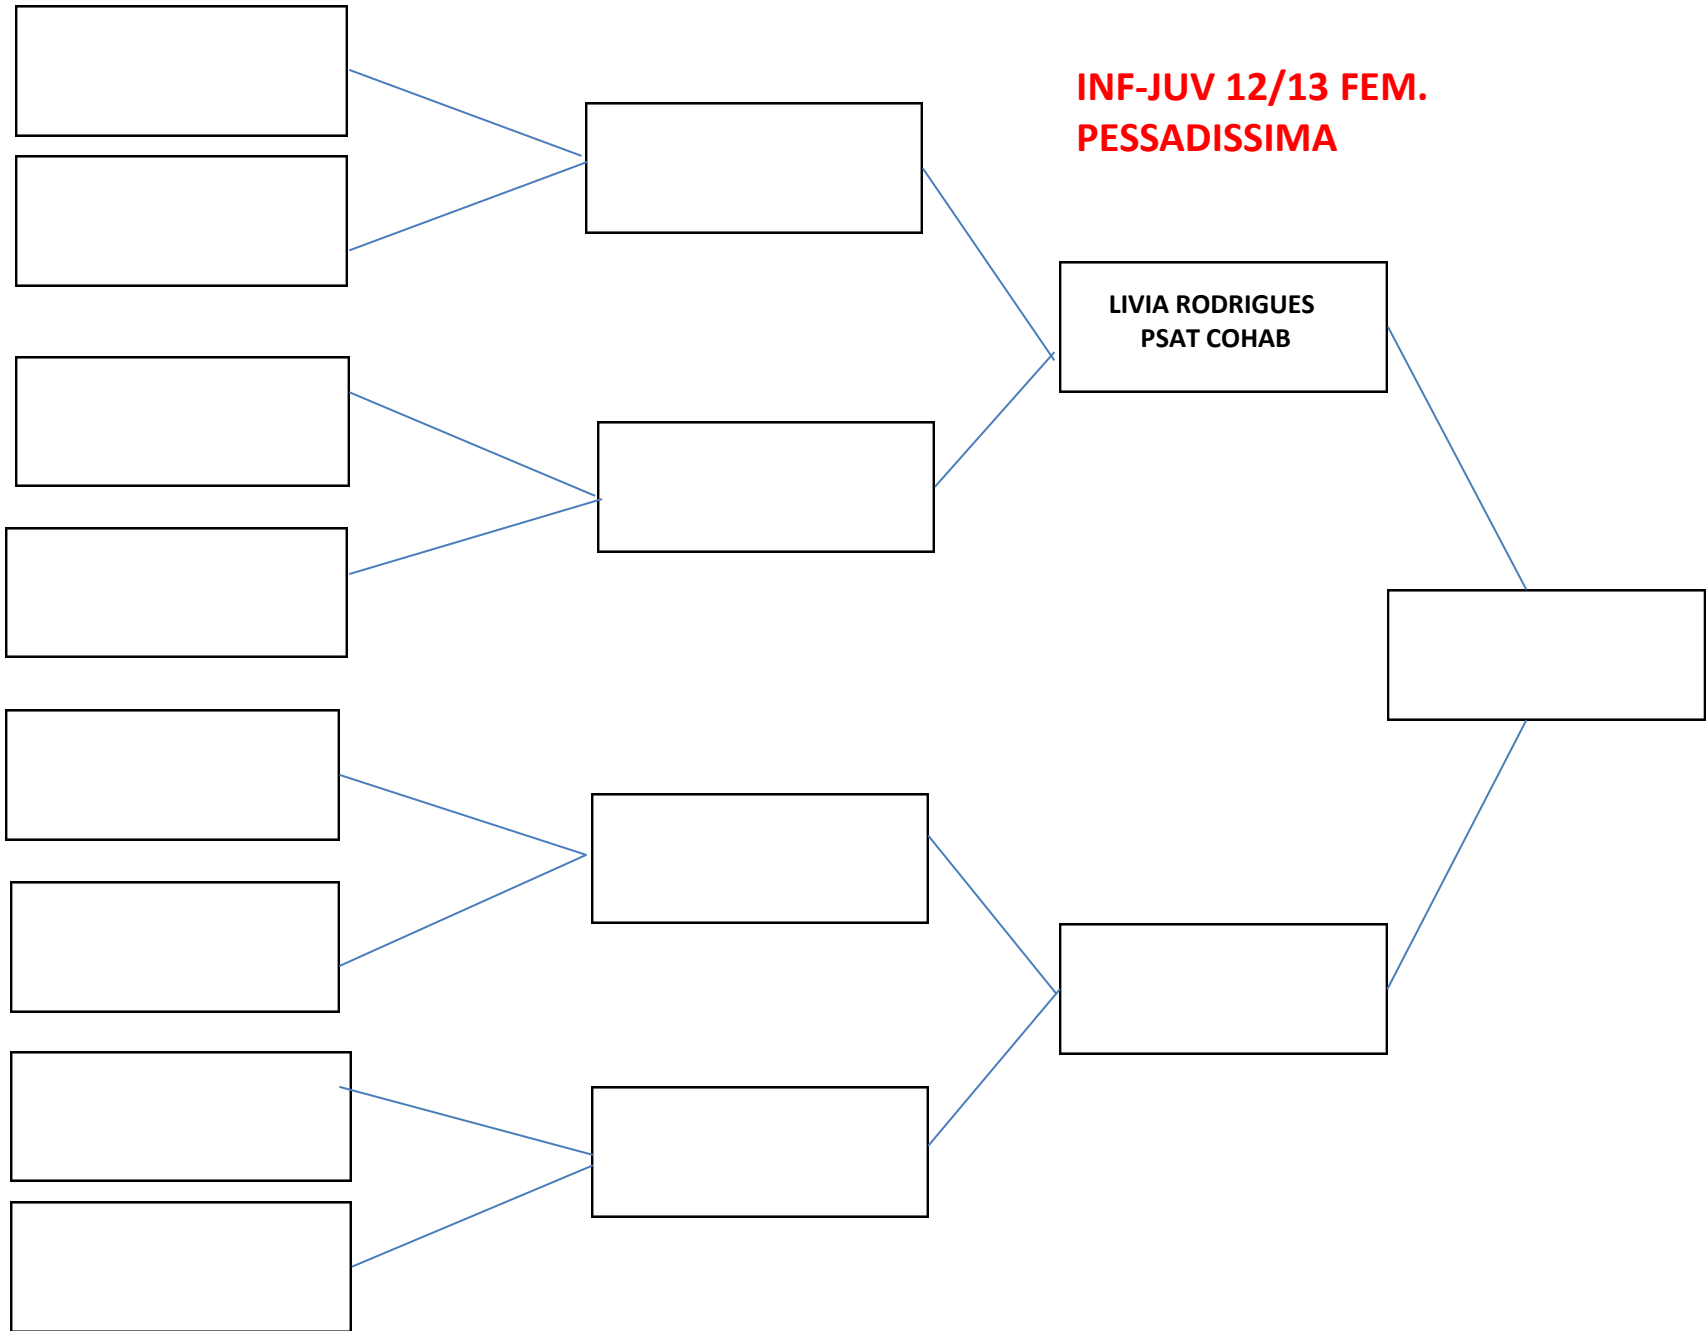 INF-JUV 12/13 FEM.
PESSADISSIMA
LIVIA RODRIGUES
PSAT COHAB